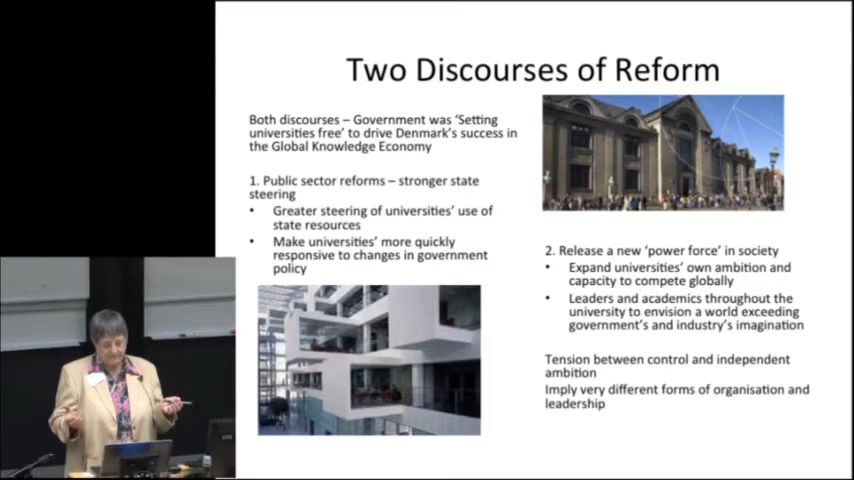 Two Discourses of Reform
Both discourses – Government was 'Setting
universities free' to drive Denmark's success in
the Global Knowledge Economy
1. Public sector reforms – stronger state
steering
• Greater steering of universities' use of
state resources
• Make universities' more quickly
responsive to changes in government
policy
2. Release a new 'power force' in society
• Expand universities' own ambition and
capacity to compete globally
• Leaders and academics throughout the
university to envision a world exceeding
government's and industry's imagination
Tension between control and independent
ambition
Imply very different forms of organisation and
leadership